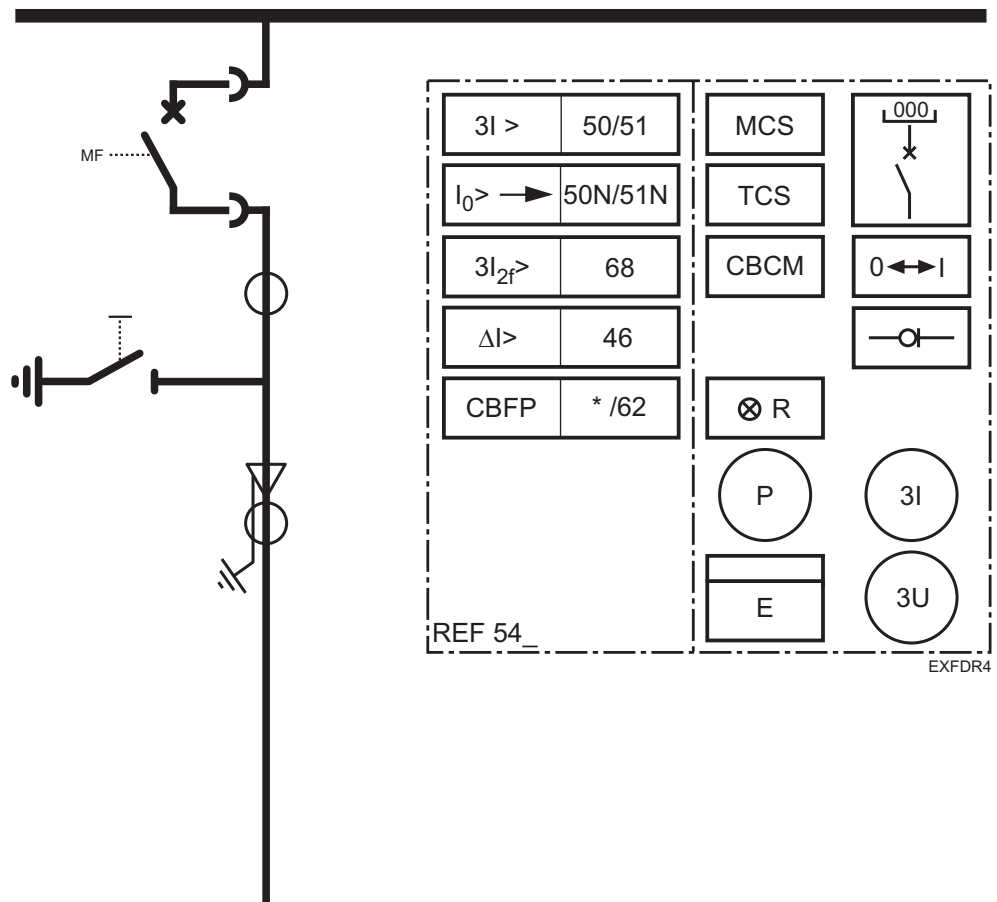 MF
3I > 50/51
I0> 50N/51N
3I2f> 68
ΔI> 46
CBFP * /62
REF 54_
MCS
000
TCS
CBCM
0 I
R
P
3I
E
3U
EXFDR4